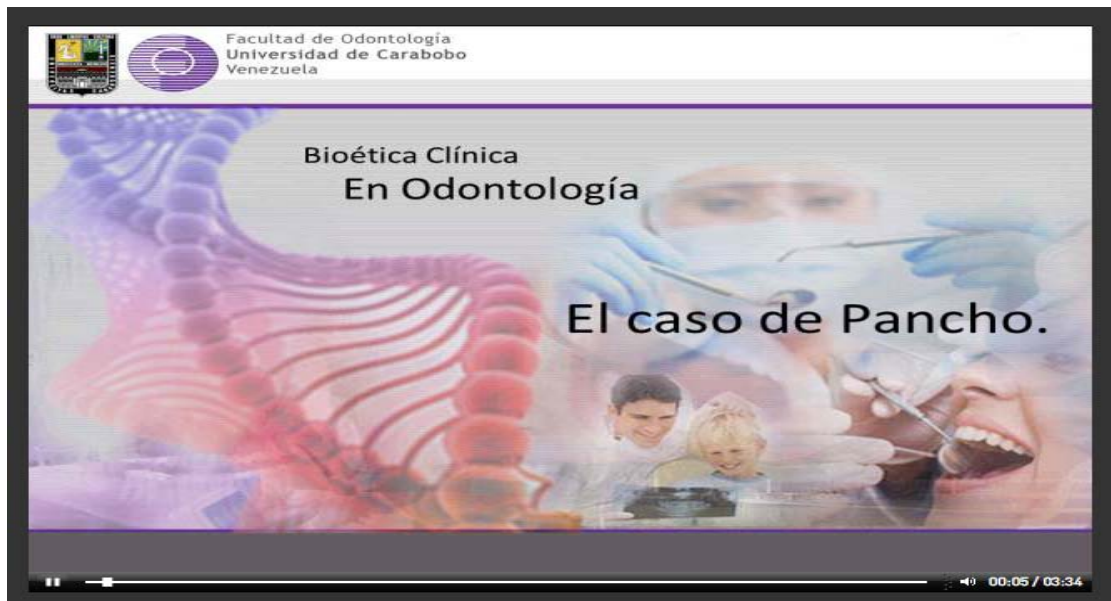 Facultad de Odontología
Universidad de Carabobo
Venezuela
Bioética Clínica
En Odontología
El caso de Pancho.
00:05 / 03:34